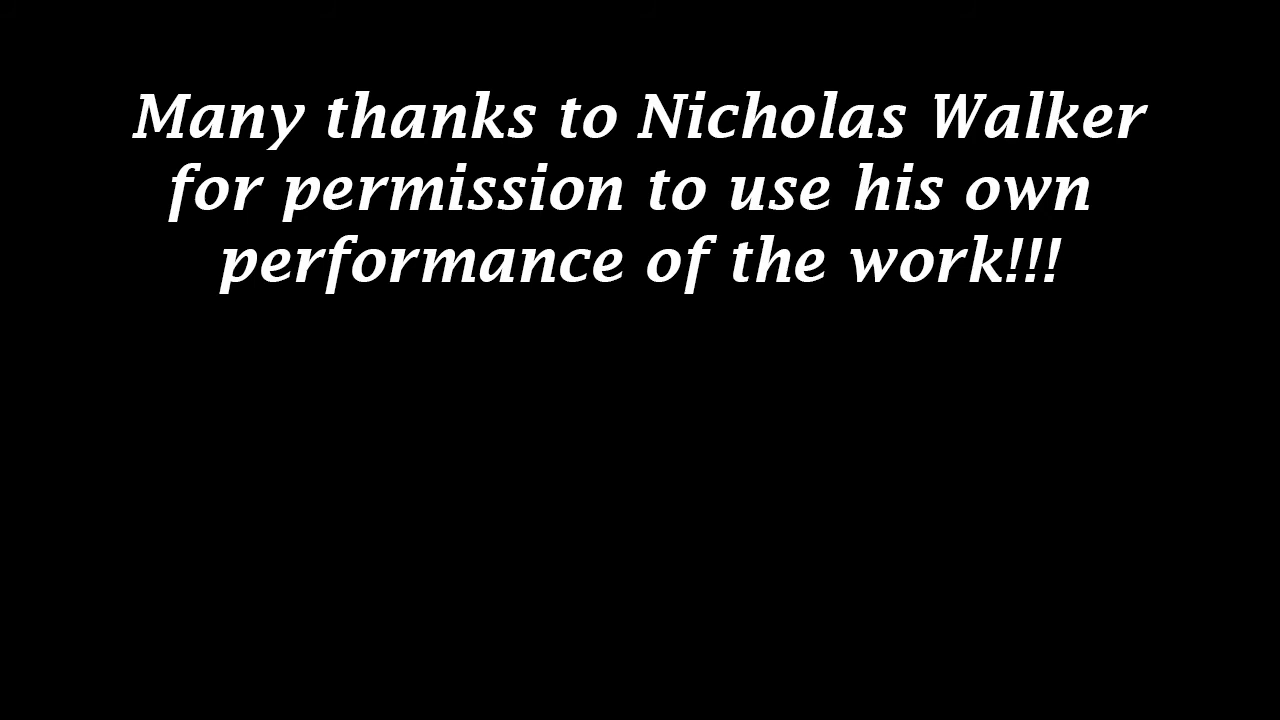 Many thanks to Nicholas Walker
for permission to use his own
performance of the work!!!